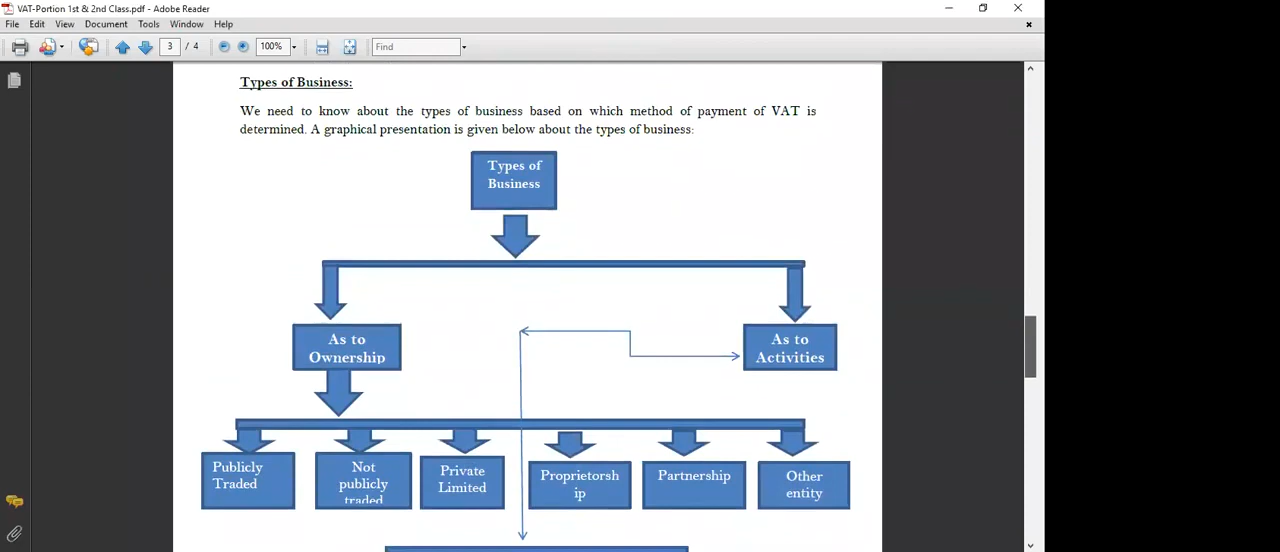 VAT-Portion 1st & 2nd Class.pdf - Adobe Reader
File Edit View Document Tools Window Help
3 / 4 100% Find
Types of Business:
We need to know about the types of business based on which method of payment of VAT is
determined. A graphical presentation is given below about the types of business:
Types of
Business
As to
Ownership
As to
Activities
Publicly
Traded
Not
publicly
traded
Private
Limited
Proprietorsh
ip
Partnership
Other
entity